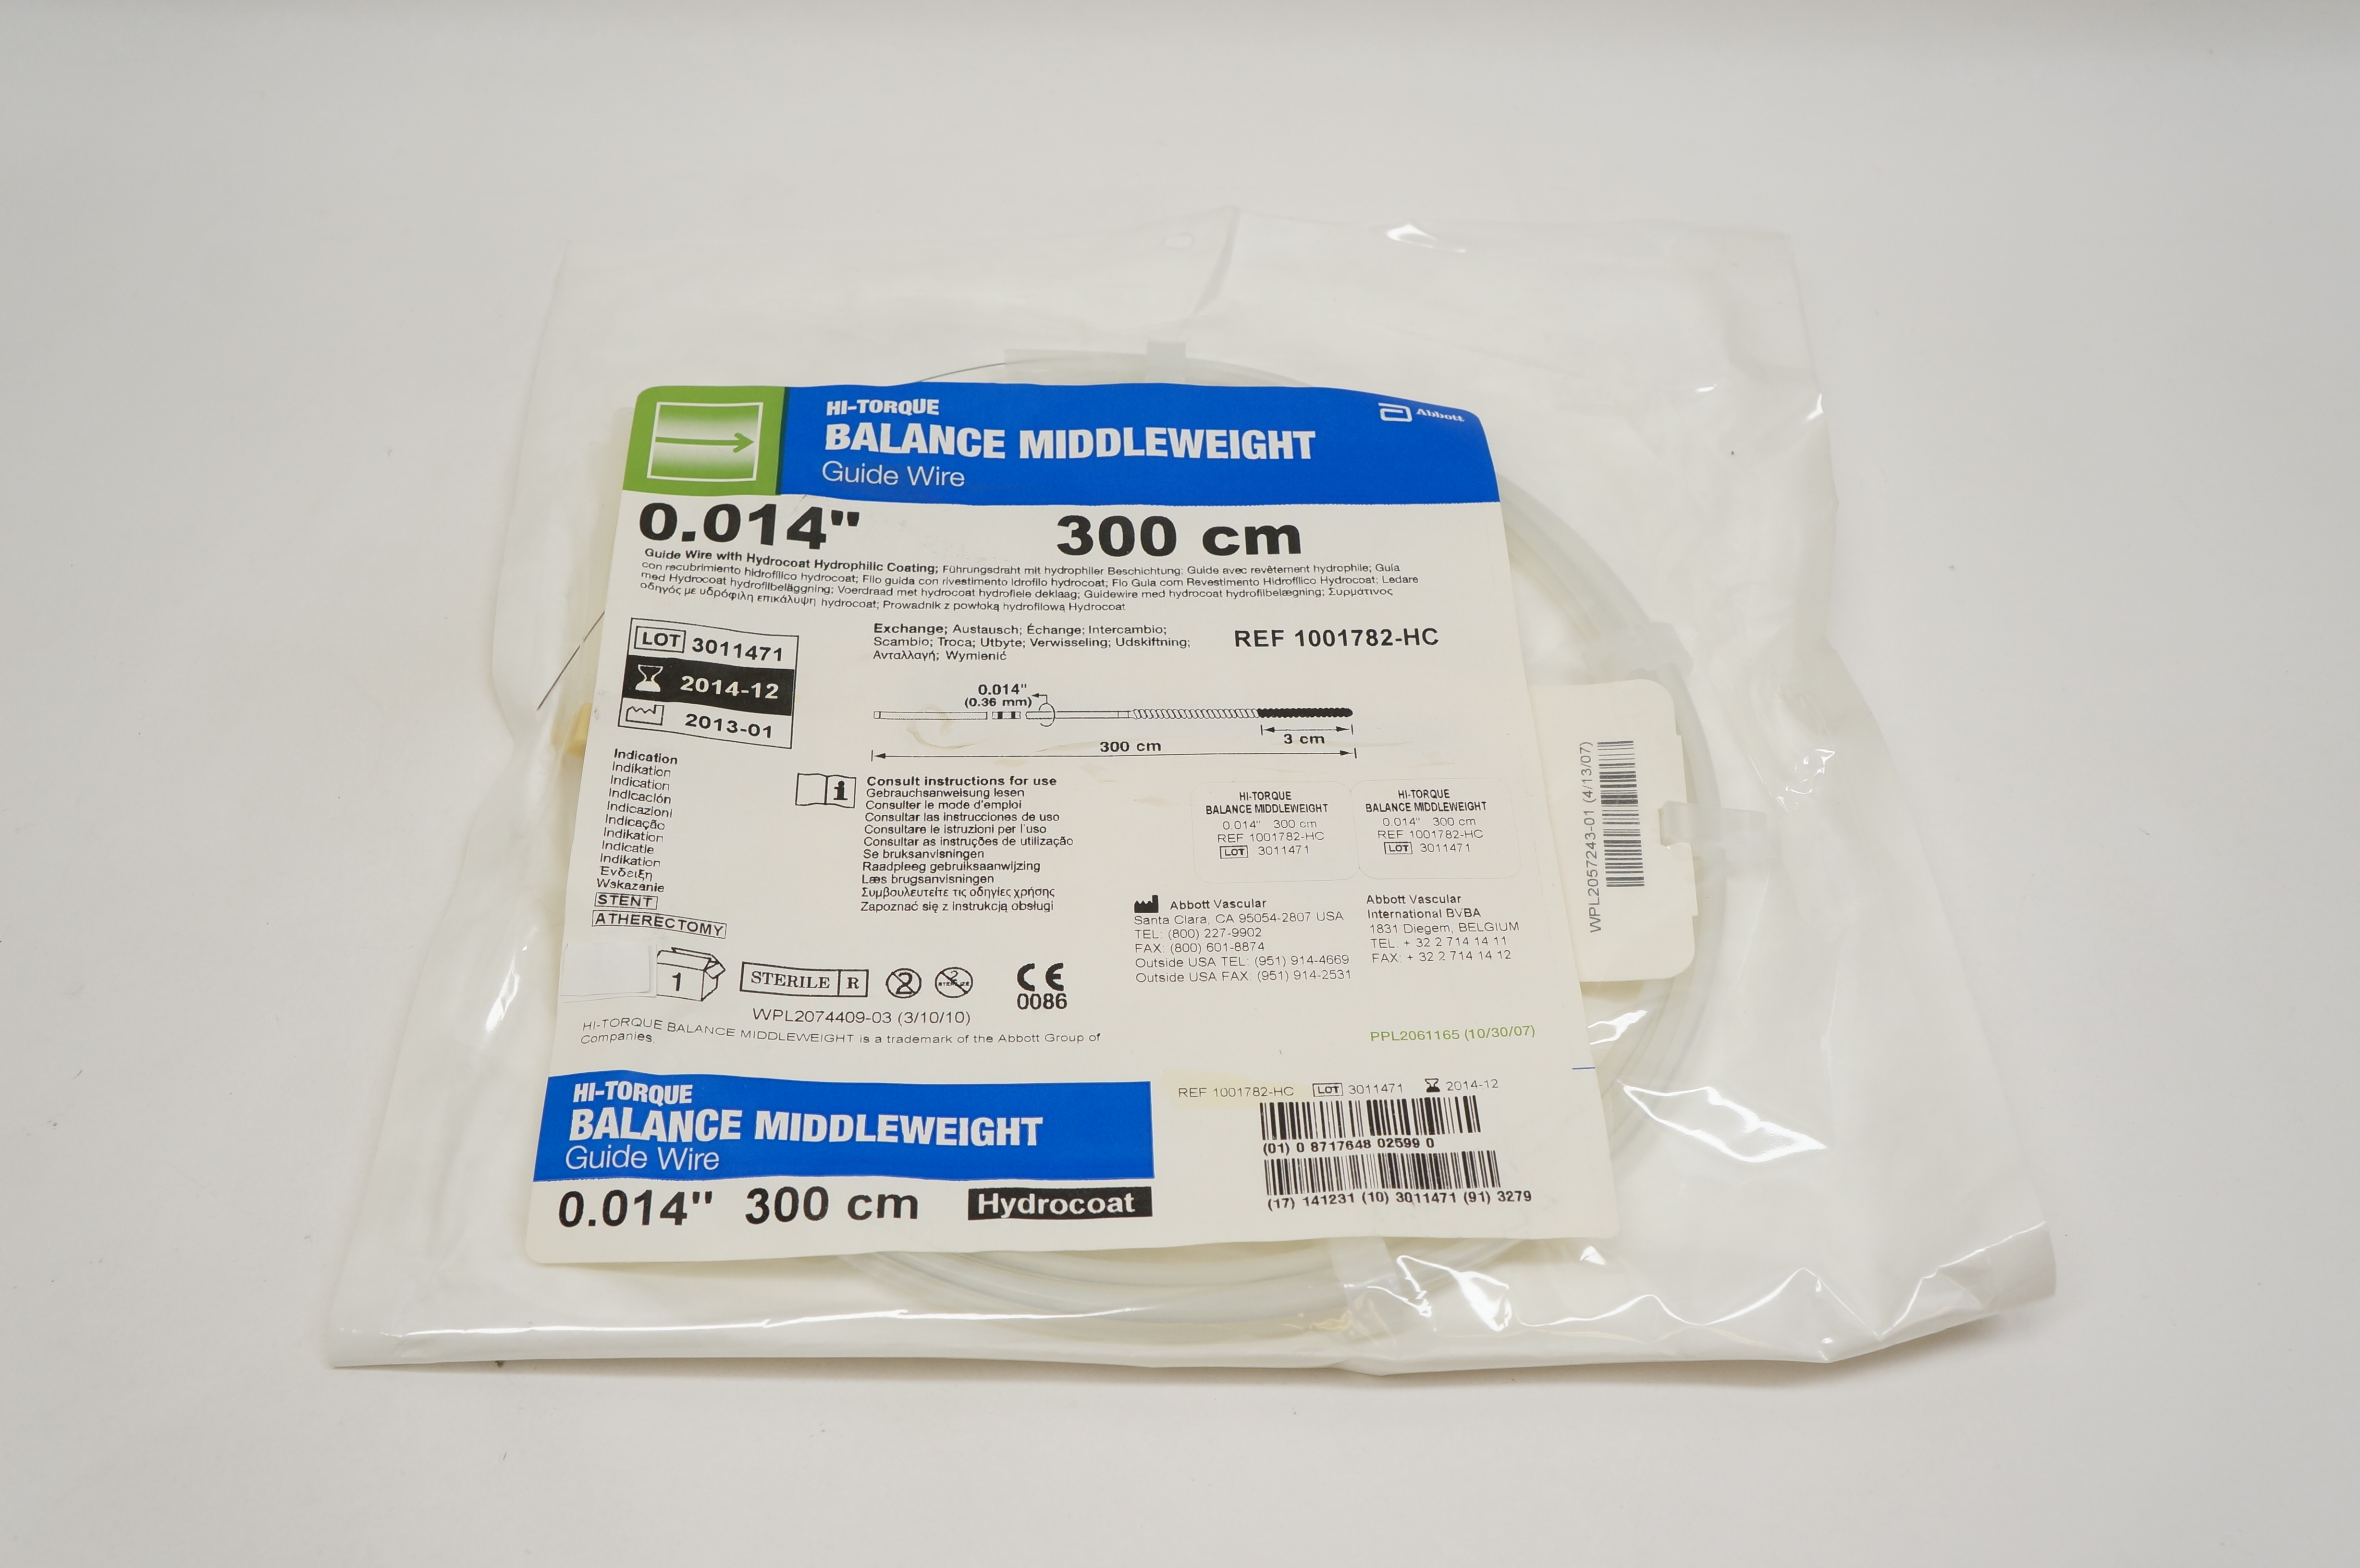 HI-TORQUE
BALANCE MIDDLEWEIGHT
Guide Wire
Abbott
0.014" 300 cm
Guide Wire with Hydrocoat Hydrophilic Coating; Führungsdraht mit hydrophiler Beschichtung; Guide avec revêtement hydrophile; Guia
con recubrimiento hidrofílico hydrocoat; Filo guida con rivestimento Idrofilo hydrocoat; Fio Guia com Revestimento Hidrofílico Hydrocoat; Ledare
med Hydrocoat hydrofilbeläggning; Voerdraad met hydrocoat hydrofiele deklaag; Guidewire med hydrocoat hydrofilbelægning; Συρμάτινος
οδηγός με υδρόφιλη επικάλυψη hydrocoat; Prowadnik z powłoką hydrofilową Hydrocoat
LOT 3011471
2014-12
2013-01
Exchange; Austausch; Échange; Intercambio;
Scambio; Troca; Utbyte; Verwisseling; Udskiftning;
Ανταλλαγή; Wymienić
REF 1001782-HC
0.014"
(0.36 mm)
3 cm
300 cm
Indication
Indikation
Indication
Indicación
Indicazioni
Indicação
Indikation
Indicatie
Indikation
Ένδειξη
Wskazanie
STENT
ATHERECTOMY
i
Consult instructions for use
Gebrauchsanweisung lesen
Consulter le mode d'emploi
Consultar las instrucciones de uso
Consultare le istruzioni per l'uso
Consultar as instruções de utilização
Se bruksanvisningen
Raadpleeg gebruiksaanwijzing
Læs brugsanvisningen
Συμβουλευτείτε τις οδηγίες χρήσης
Zapoznać się z instrukcją obsługi
HI-TORQUE
BALANCE MIDDLEWEIGHT
0.014" 300 cm
REF 1001782-HC
LOT 3011471
HI-TORQUE
BALANCE MIDDLEWEIGHT
0.014" 300 cm
REF 1001782-HC
LOT 3011471
Abbott Vascular
Santa Clara, CA 95054-2807 USA
TEL: (800) 227-9902
FAX: (800) 601-8874
Outside USA TEL: (951) 914-4669
Outside USA FAX: (951) 914-2531
Abbott Vascular
International BVBA
1831 Diegem, BELGIUM
TEL. + 32 2 714 14 11
FAX: + 32 2 714 14 12
WPL2057243-01 (4/13/07)
1
STERILE R
2
2
STERILIZE
CE
0086
WPL2074409-03 (3/10/10)
HI-TORQUE BALANCE MIDDLEWEIGHT is a trademark of the Abbott Group of
Companies.
PPL2061165 (10/30/07)
HI-TORQUE
BALANCE MIDDLEWEIGHT
Guide Wire
0.014" 300 cm Hydrocoat
REF 1001782-HC LOT 3011471 2014-12
(01) 0 8717648 02599 0
(17) 141231 (10) 3011471 (91) 3279